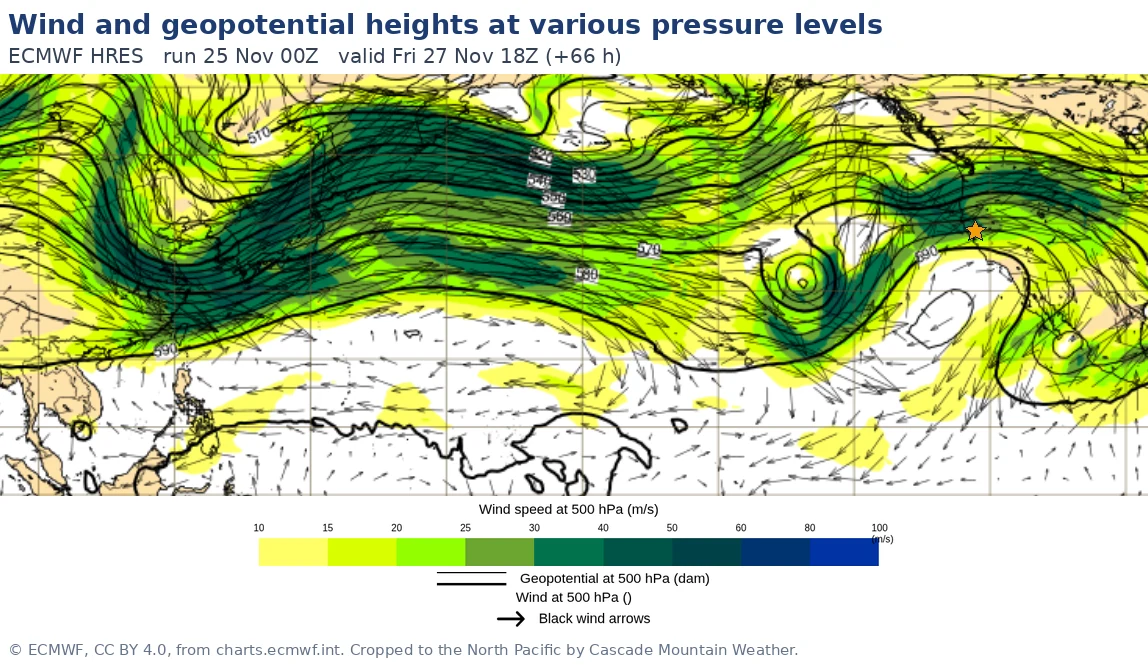 Wind and geopotential heights at various pressure levels
ECMWF HRES run 25 Nov 00Z valid Fri 27 Nov 18Z (+66 h)
510
520
530
560
570
580
590
590
Wind speed at 500 hPa (m/s)
10 15 20 25 30 40 50 60 80 100
(m/s)
Geopotential at 500 hPa (dam)
Wind at 500 hPa ()
Black wind arrows
© ECMWF, CC BY 4.0, from charts.ecmwf.int. Cropped to the North Pacific by Cascade Mountain Weather.